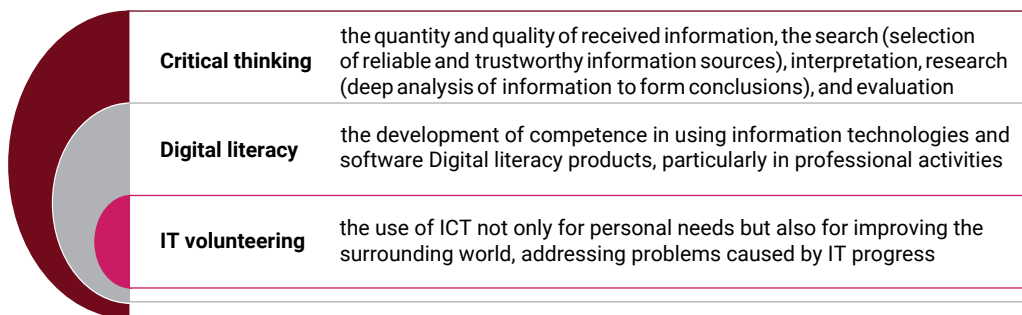 Critical thinking
the quantity and quality of received information, the search (selection
of reliable and trustworthy information sources), interpretation, research
(deep analysis of information to form conclusions), and evaluation
Digital literacy
the development of competence in using information technologies and
software Digital literacy products, particularly in professional activities
IT volunteering
the use of ICT not only for personal needs but also for improving the
surrounding world, addressing problems caused by IT progress